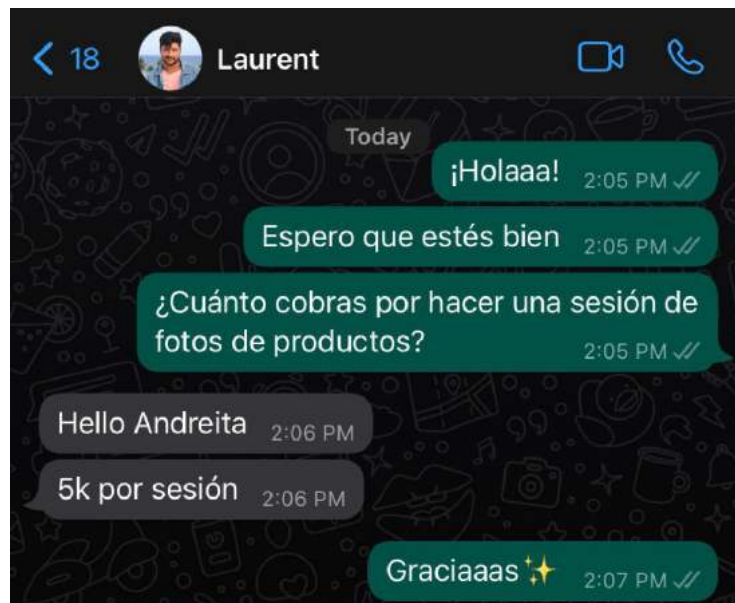 18
Laurent
Today
¡Holaaa! 2:05 PM
Espero que estés bien 2:05 PM
¿Cuánto cobras por hacer una sesión de
fotos de productos? 2:05 PM
Hello Andreita 2:06 PM
5k por sesión 2:06 PM
Graciaaas✨ 2:07 PM